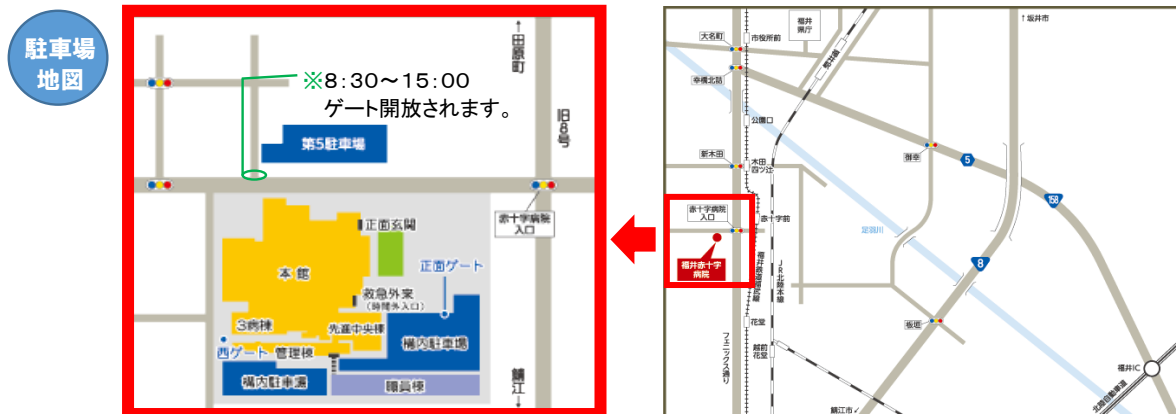 駐車場
地図
↑
田原町
※8:30～15:00
ゲート開放されます。
第5駐車場
旧8号
赤十字病院
入口
正面玄関
本館
正面ゲート
救急外来
(時間外入口)
3病棟
先進中央棟
構内駐車場
西ゲート
管理棟
構内駐車場
職員棟
鯖江
↓
↑坂井市
福井
県庁
大名町
市役所前
幸橋北詰
公園口
新木田
木田
四ツ辻
御幸
5
158
赤十字病院
入口
赤十字前
足羽川
福井赤十字
病院
JR北陸本線
8
花堂
板垣
フェニックス通り
越前
花堂
福井IC
北陸自動車道
鯖江市↙